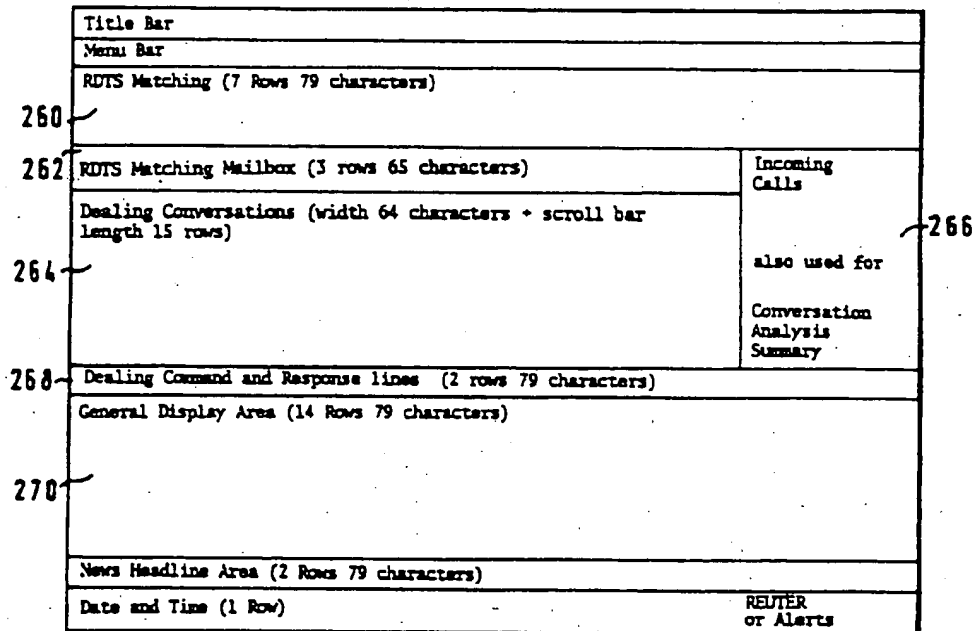 Title Bar
Menu Bar
RDTS Matching (7 Rows 79 characters)
260
262
RDTS Matching Mailbox (3 rows 65 characters)
Incoming
Calls
Dealing Conversations (width 64 characters + scroll bar
length 15 rows)
266
264
also used for
Conversation
Analysis
Summary
268
Dealing Command and Response lines (2 rows 79 characters)
General Display Area (14 Rows 79 characters)
270
News Headline Area (2 Rows 79 characters)
Date and Time (1 Row)
REUTER
or Alerts